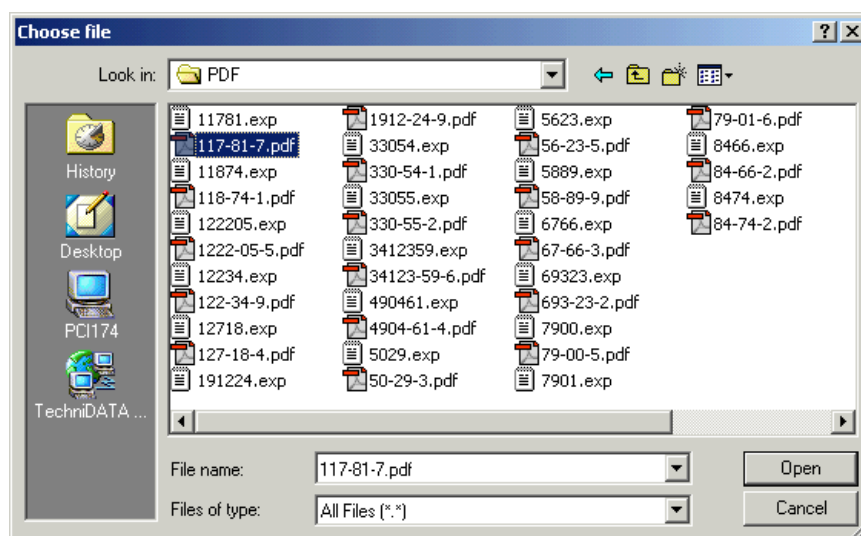 Choose file
Look in: PDF
History
Desktop
PCI174
TechniDATA ...
11781.exp
117-81-7.pdf
11874.exp
118-74-1.pdf
122205.exp
1222-05-5.pdf
12234.exp
122-34-9.pdf
12718.exp
127-18-4.pdf
191224.exp
1912-24-9.pdf
33054.exp
330-54-1.pdf
33055.exp
330-55-2.pdf
3412359.exp
34123-59-6.pdf
490461.exp
4904-61-4.pdf
5029.exp
50-29-3.pdf
5623.exp
56-23-5.pdf
5889.exp
58-89-9.pdf
6766.exp
67-66-3.pdf
69323.exp
693-23-2.pdf
7900.exp
79-00-5.pdf
7901.exp
79-01-6.pdf
8466.exp
84-66-2.pdf
8474.exp
84-74-2.pdf
File name: 117-81-7.pdf Open
Files of type: All Files (*.*) Cancel